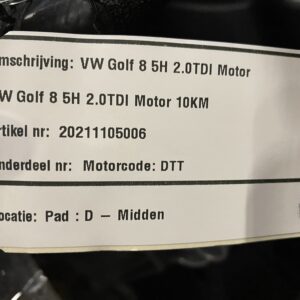 mschrijving: VW Golf 8 5H 2.0TDI Motor
W Golf 8 5H 2.0TDI Motor 10KM
rtikel nr: 20211105006
nderdeel nr: Motorcode: DTT
ocatie: Pad : D – Midden